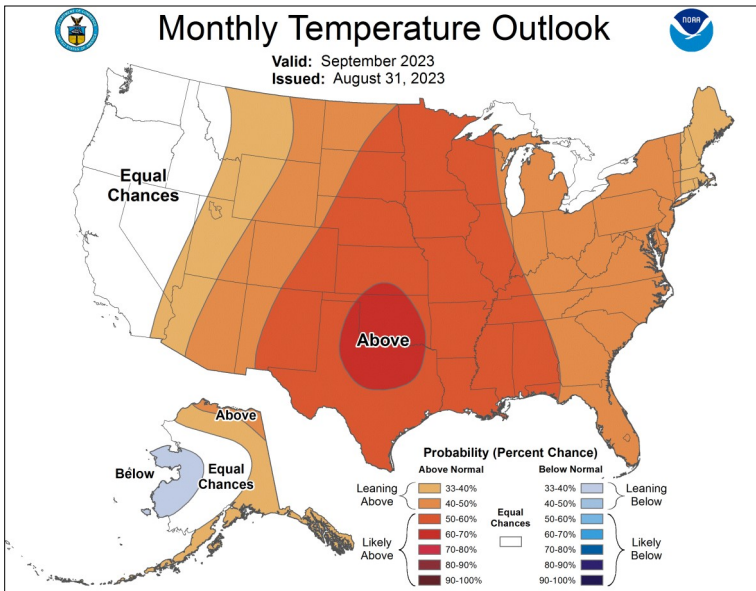 Monthly Temperature Outlook
Valid: September 2023
Issued: August 31, 2023
NOAA
Equal
Chances
Above
Above
Below
Equal
Chances
Probability (Percent Chance)
Above Normal
Below Normal
Leaning
Above
33-40%
40-50%
Likely
Above
50-60%
60-70%
70-80%
80-90%
90-100%
Equal
Chances
33-40%
40-50%
Leaning
Below
50-60%
60-70%
70-80%
80-90%
90-100%
Likely
Below